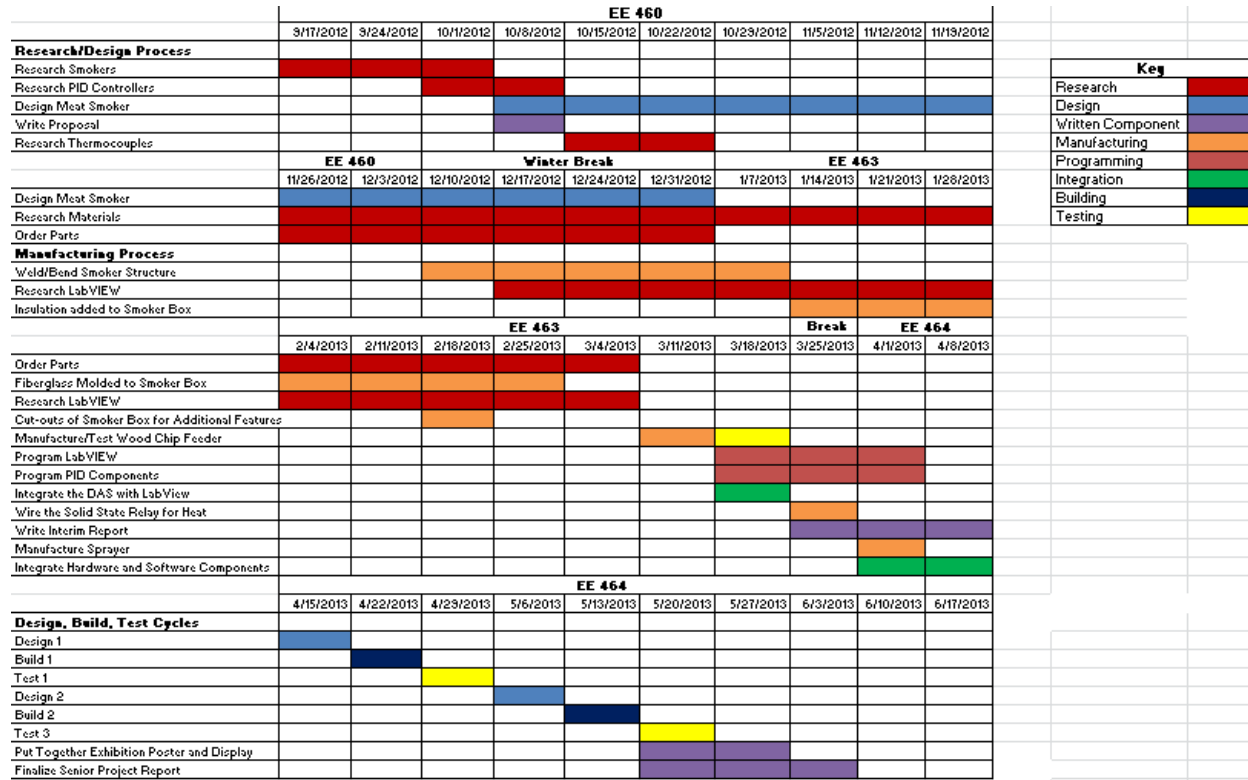 EE 460
9/17/2012 9/24/2012 10/1/2012 10/8/2012 10/15/2012 10/22/2012 10/29/2012 11/5/2012 11/12/2012 11/19/2012
Research/Design Process
Research Smokers
Research PID Controllers
Design Meat Smoker
Write Proposal
Research Thermocouples
EE 460 Winter Break EE 463
11/26/2012 12/3/2012 12/10/2012 12/17/2012 12/24/2012 12/31/2012 1/7/2013 1/14/2013 1/21/2013 1/28/2013
Design Meat Smoker
Research Materials
Order Parts
Manufacturing Process
Weld/Bend Smoker Structure
Research LabVIEW
Insulation added to Smoker Box
EE 463 Break EE 464
2/4/2013 2/11/2013 2/18/2013 2/25/2013 3/4/2013 3/11/2013 3/18/2013 3/25/2013 4/1/2013 4/8/2013
Order Parts
Fiberglass Molded to Smoker Box
Research LabVIEW
Cut-outs of Smoker Box for Additional Features
Manufacture/Test Wood Chip Feeder
Program LabVIEW
Program PID Components
Integrate the DAS with LabView
Wire the Solid State Relay for Heat
Write Interim Report
Manufacture Sprayer
Integrate Hardware and Software Components
EE 464
4/15/2013 4/22/2013 4/29/2013 5/6/2013 5/13/2013 5/20/2013 5/27/2013 6/3/2013 6/10/2013 6/17/2013
Design, Build, Test Cycles
Design 1
Build 1
Test 1
Design 2
Build 2
Test 3
Put Together Exhibition Poster and Display
Finalize Senior Project Report
Key
Research
Design
Written Component
Manufacturing
Programming
Integration
Building
Testing